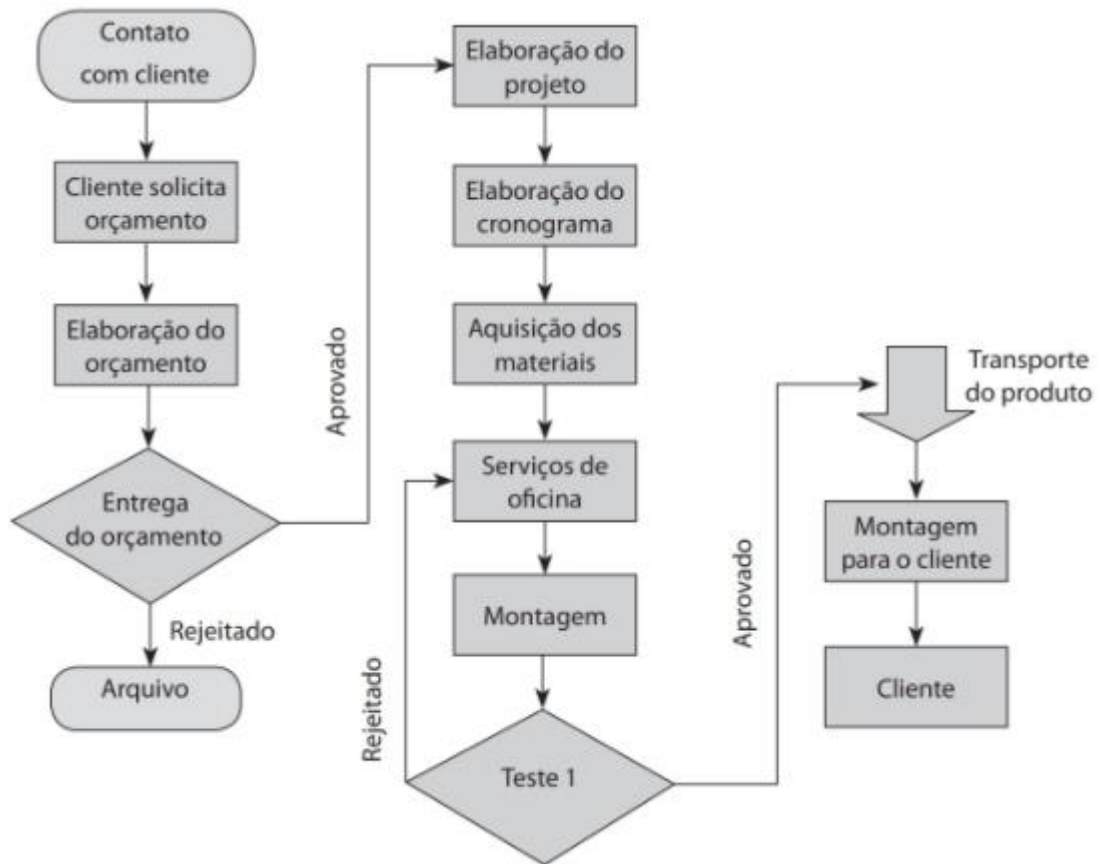 Contato
com cliente
Cliente solicita
orçamento
Elaboração do
orçamento
Entrega
do orçamento
Rejeitado
Arquivo
Aprovado
Elaboração do
projeto
Elaboração do
cronograma
Aquisição dos
materiais
Serviços de
oficina
Montagem
Teste 1
Rejeitado
Aprovado
Transporte
do produto
Montagem
para o cliente
Cliente